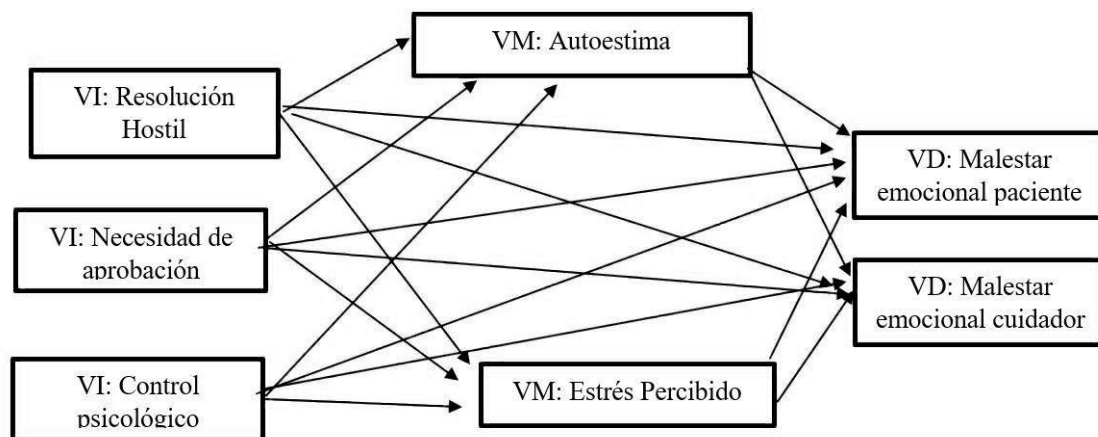 VM: Autoestima
VI: Resolución
Hostil
VD: Malestar
emocional paciente
VI: Necesidad de
aprobación
VD: Malestar
emocional cuidador
VI: Control
psicológico
VM: Estrés Percibido